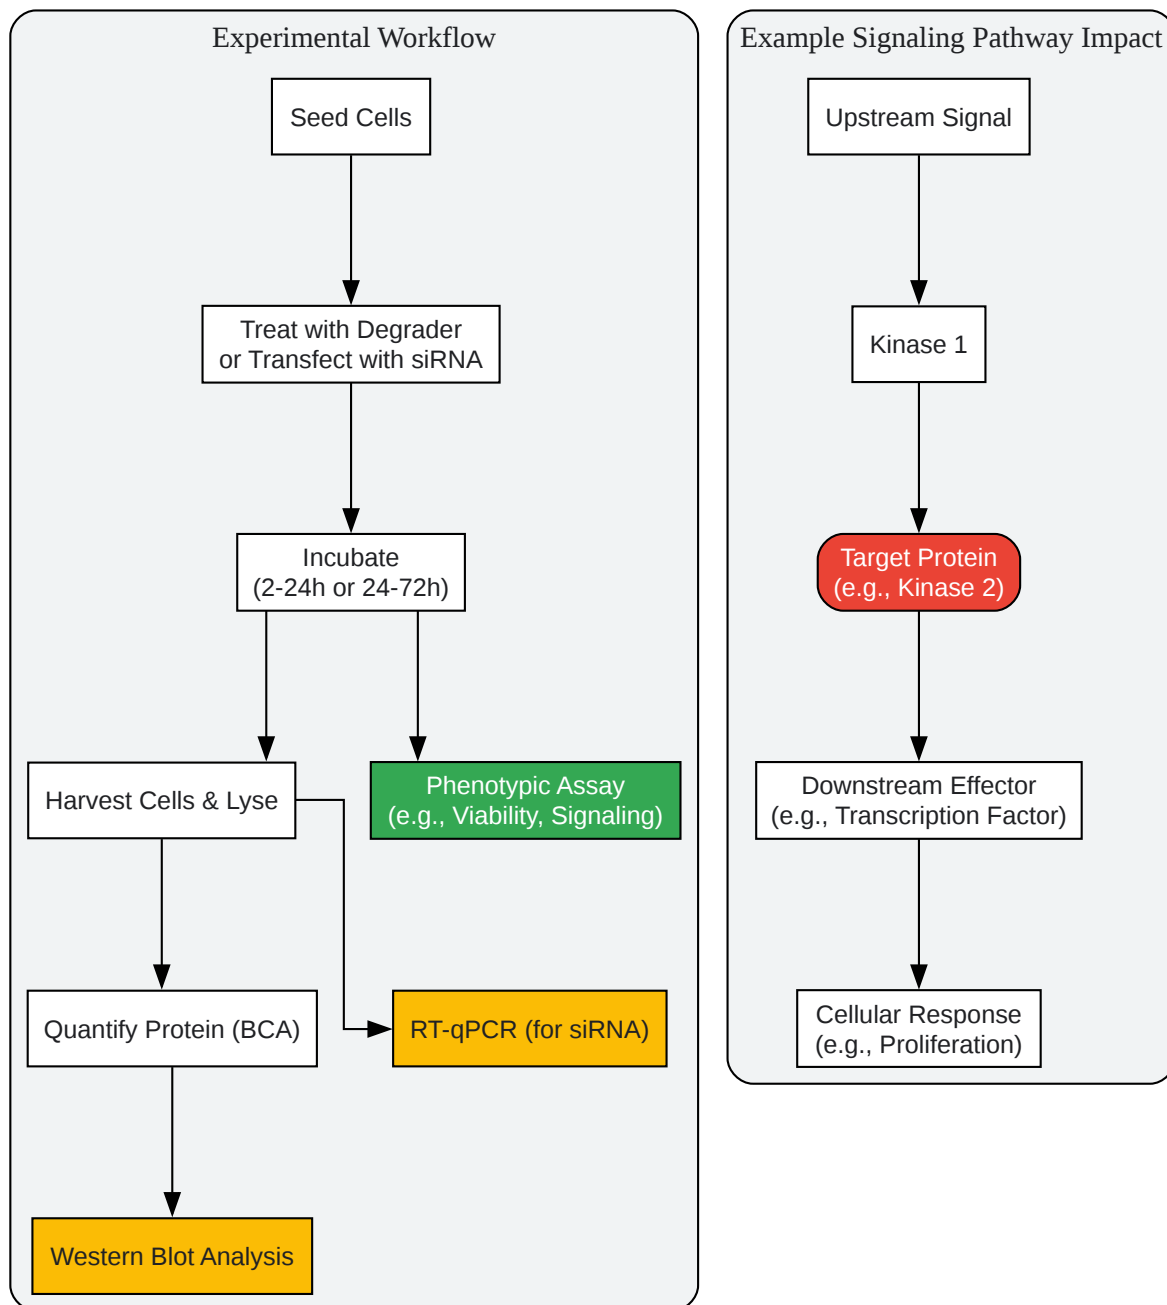 Experimental Workflow
Seed Cells
Treat with Degrader
or Transfect with siRNA
Incubate
(2-24h or 24-72h)
Harvest Cells & Lyse
Phenotypic Assay
(e.g., Viability, Signaling)
Quantify Protein (BCA)
RT-qPCR (for siRNA)
Western Blot Analysis
Example Signaling Pathway Impact
Upstream Signal
Kinase 1
Target Protein
(e.g., Kinase 2)
Downstream Effector
(e.g., Transcription Factor)
Cellular Response
(e.g., Proliferation)